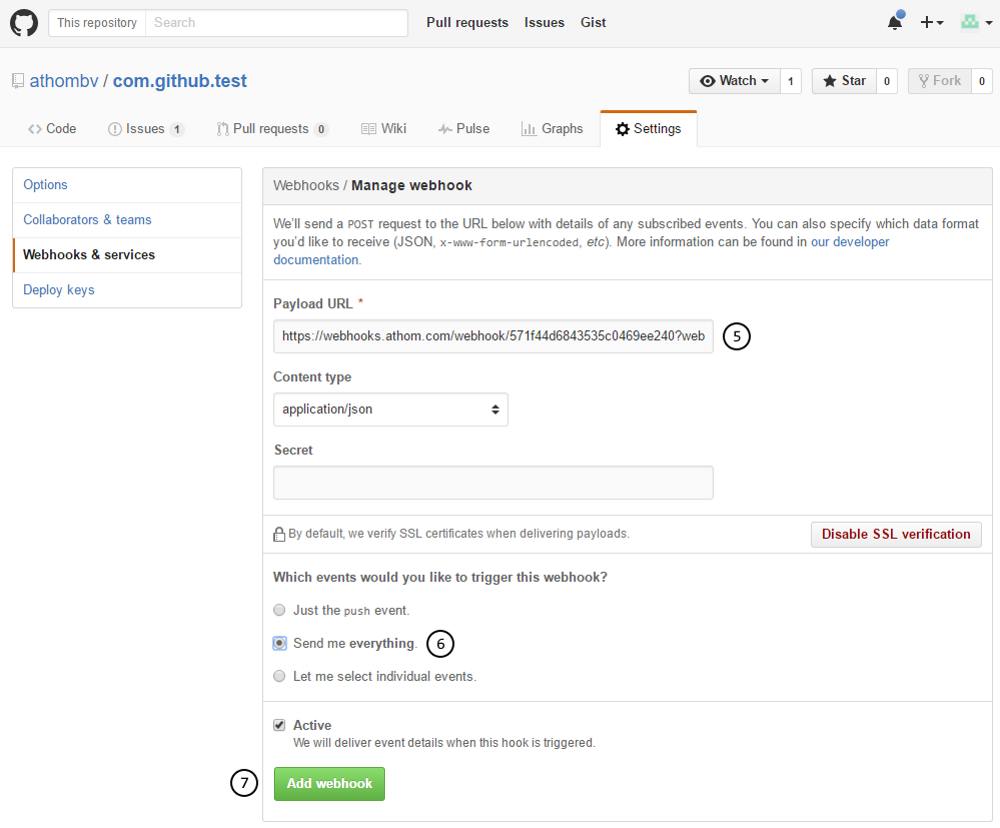 This repository Search Pull requests Issues Gist
athombv / com.github.test Watch 1 Star 0 Fork 0
Code Issues 1 Pull requests 0 Wiki Pulse Graphs Settings
Options
Collaborators & teams
Webhooks & services
Deploy keys
Webhooks / Manage webhook
We'll send a POST request to the URL below with details of any subscribed events. You can also specify which data format
you'd like to receive (JSON, x-www-form-urlencoded, etc). More information can be found in our developer
documentation.
Payload URL *
https://webhooks.athom.com/webhook/571f44d6843535c0469ee240?web 5
Content type
application/json
Secret
By default, we verify SSL certificates when delivering payloads. Disable SSL verification
Which events would you like to trigger this webhook?
Just the push event.
Send me everything. 6
Let me select individual events.
Active
We will deliver event details when this hook is triggered.
7 Add webhook